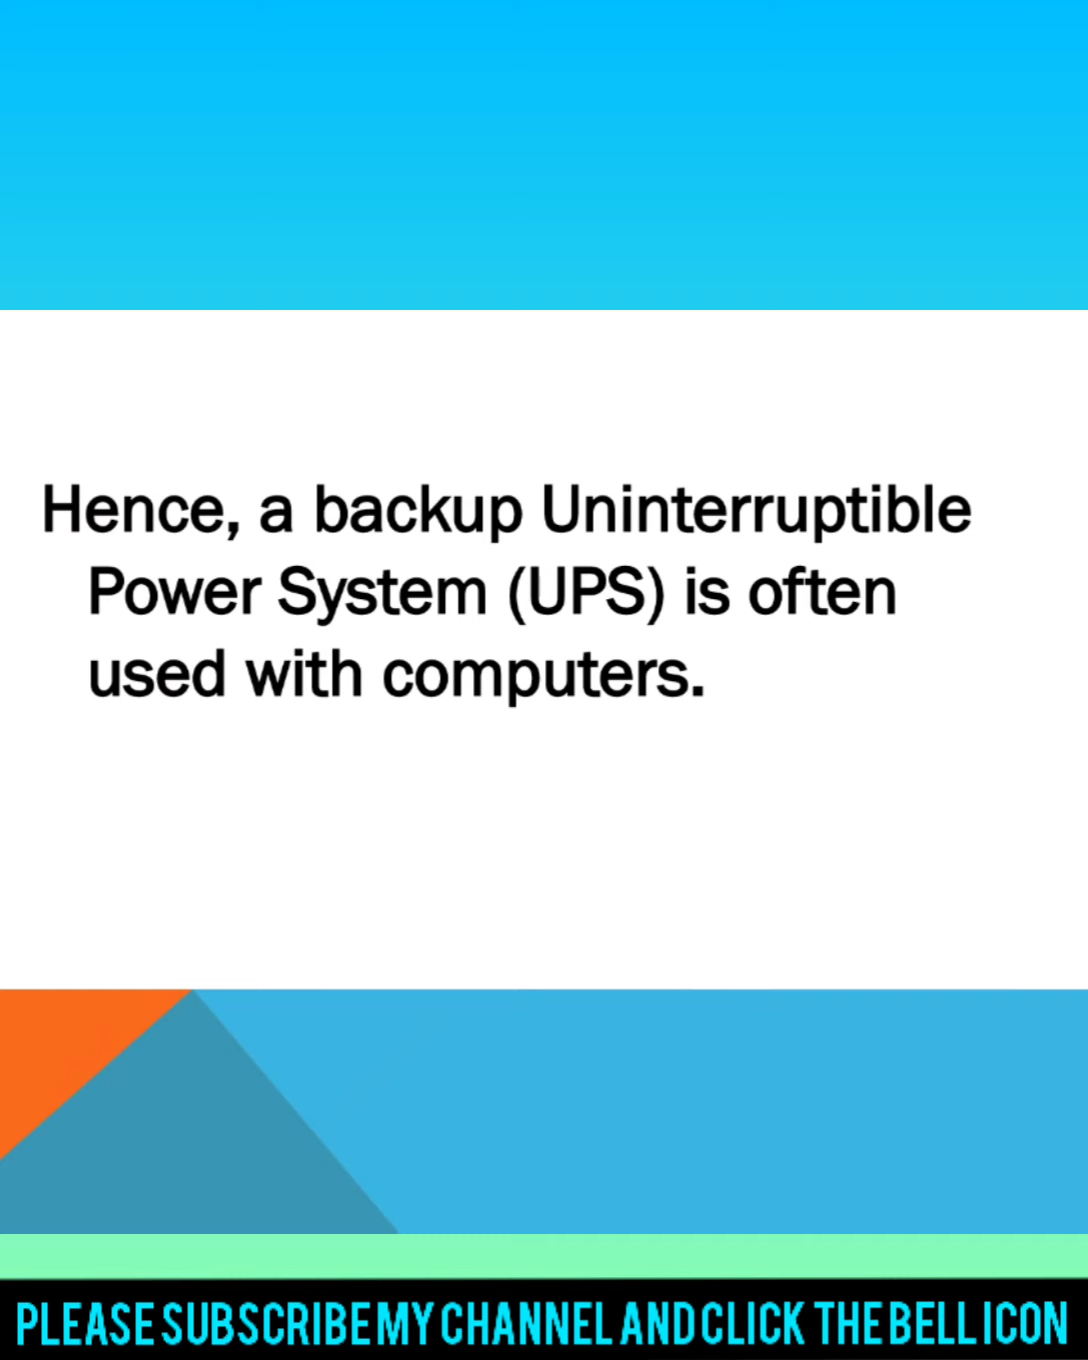 Hence, a backup Uninterruptible
Power System (UPS) is often
used with computers.
PLEASE SUBSCRIBE MY CHANNEL AND CLICK THE BELL ICON